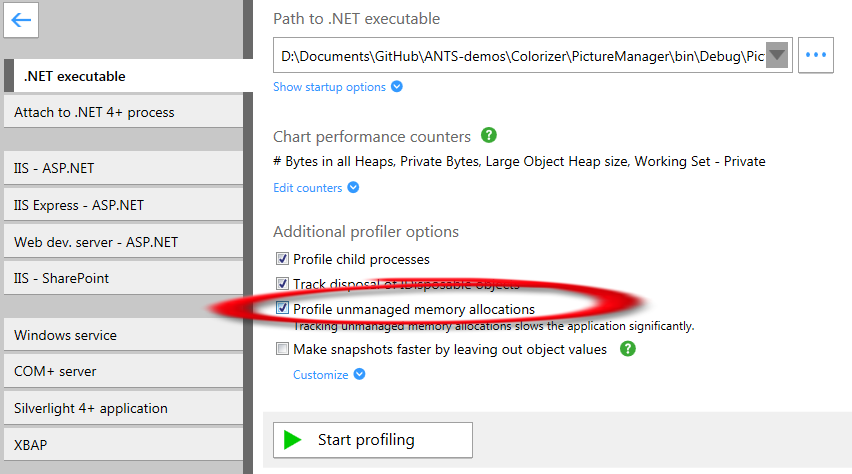 Path to .NET executable
D:\Documents\GitHub\ANTS-demos\Colorizer\PictureManager\bin\Debug\Pic
Show startup options
.NET executable
Attach to .NET 4+ process
IIS - ASP.NET
IIS Express - ASP.NET
Web dev. server - ASP.NET
IIS - SharePoint
Windows service
COM+ server
Silverlight 4+ application
XBAP
Chart performance counters
# Bytes in all Heaps, Private Bytes, Large Object Heap size, Working Set - Private
Edit counters
Additional profiler options
Profile child processes
Track disposal of IDisposable objects
Profile unmanaged memory allocations
Tracking unmanaged memory allocations slows the application significantly.
Make snapshots faster by leaving out object values
Customize
Start profiling